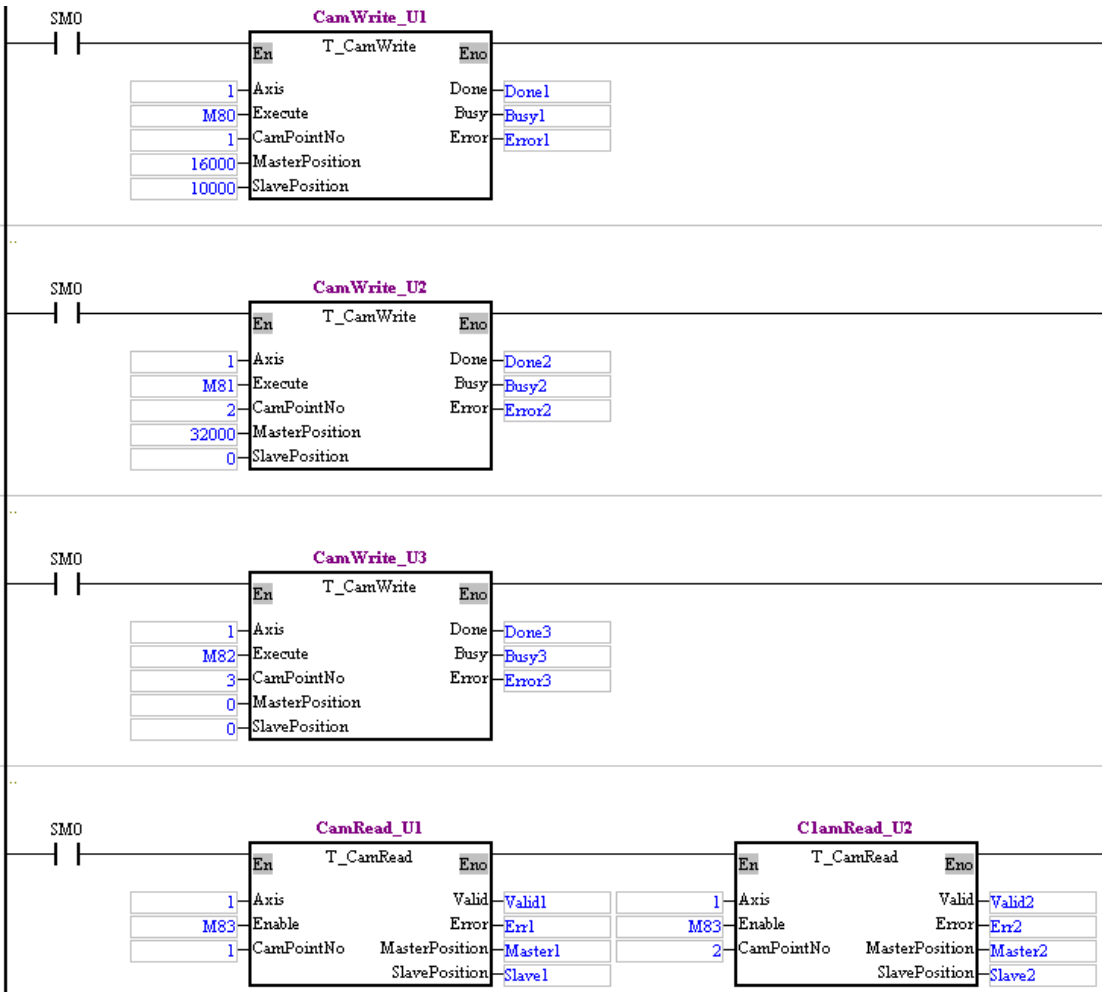 SM0 CamWrite_U1
T_CamWrite
En Eno
1 Axis Done Done1
M80 Execute Busy Busy1
1 CamPointNo Error Error1
16000 MasterPosition
10000 SlavePosition
..
SM0 CamWrite_U2
T_CamWrite
En Eno
1 Axis Done Done2
M81 Execute Busy Busy2
2 CamPointNo Error Error2
32000 MasterPosition
0 SlavePosition
..
SM0 CamWrite_U3
T_CamWrite
En Eno
1 Axis Done Done3
M82 Execute Busy Busy3
3 CamPointNo Error Error3
0 MasterPosition
0 SlavePosition
..
SM0 CamRead_U1 C1amRead_U2
T_CamRead T_CamRead
En Eno En Eno
1 Axis Valid Valid1 1 Axis Valid Valid2
M83 Enable Error Err1 M83 Enable Error Err2
1 CamPointNo MasterPosition Master1 2 CamPointNo MasterPosition Master2
SlavePosition Slave1 SlavePosition Slave2